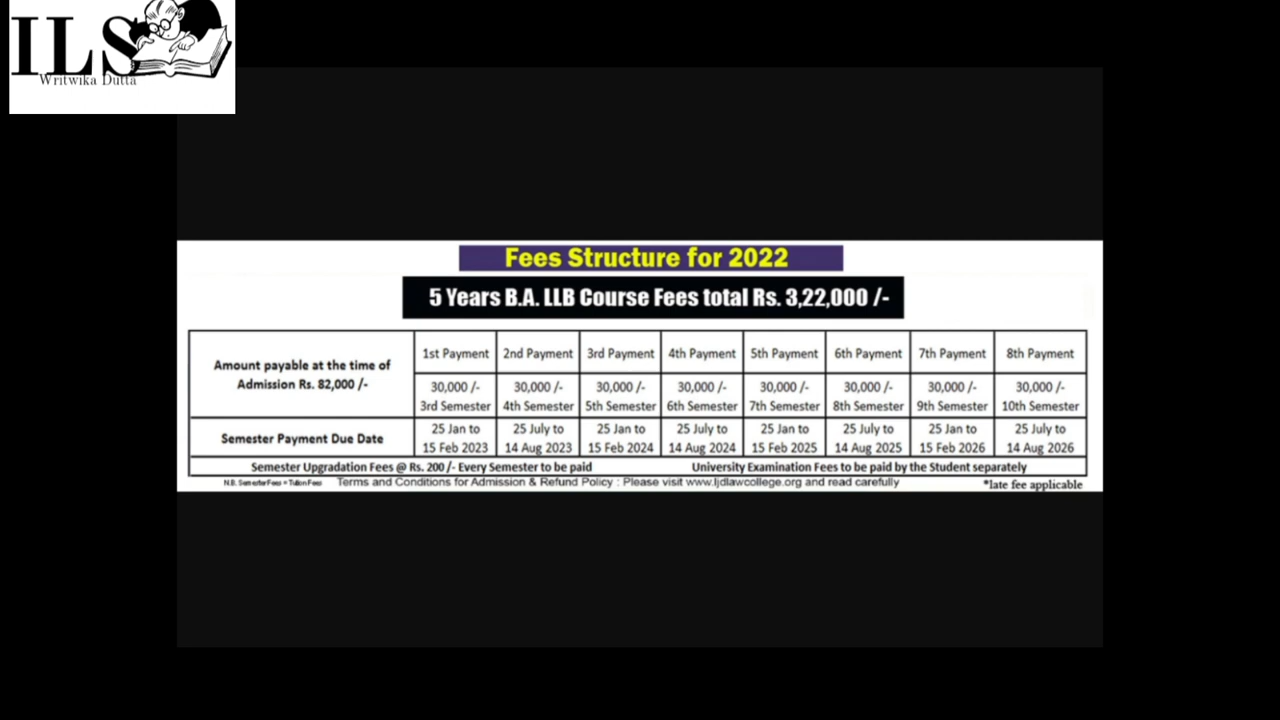 ILS
Writwika Dutta
Fees Structure for 2022
5 Years B.A. LLB Course Fees total Rs. 3,22,000 /-
Amount payable at the time of
Admission Rs. 82,000 /-
1st Payment 2nd Payment 3rd Payment 4th Payment 5th Payment 6th Payment 7th Payment 8th Payment
30,000 /- 30,000 /- 30,000 /- 30,000 /- 30,000 /- 30,000 /- 30,000 /- 30,000 /-
3rd Semester 4th Semester 5th Semester 6th Semester 7th Semester 8th Semester 9th Semester 10th Semester
Semester Payment Due Date
25 Jan to 25 July to 25 Jan to 25 July to 25 Jan to 25 July to 25 Jan to 25 July to
15 Feb 2023 14 Aug 2023 15 Feb 2024 14 Aug 2024 15 Feb 2025 14 Aug 2025 15 Feb 2026 14 Aug 2026
Semester Upgradation Fees @ Rs. 200 /- Every Semester to be paid University Examination Fees to be paid by the Student separately
N.B. Semester Fees = Tution Fees Terms and Conditions for Admission & Refund Policy : Please visit www.ljdlawcollege.org and read carefully *late fee applicable